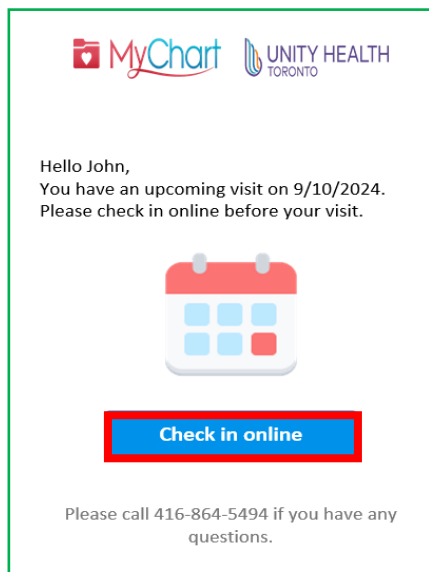 MyChart UNITY HEALTH
TORONTO
Hello John,
You have an upcoming visit on 9/10/2024.
Please check in online before your visit.
Check in online
Please call 416-864-5494 if you have any
questions.